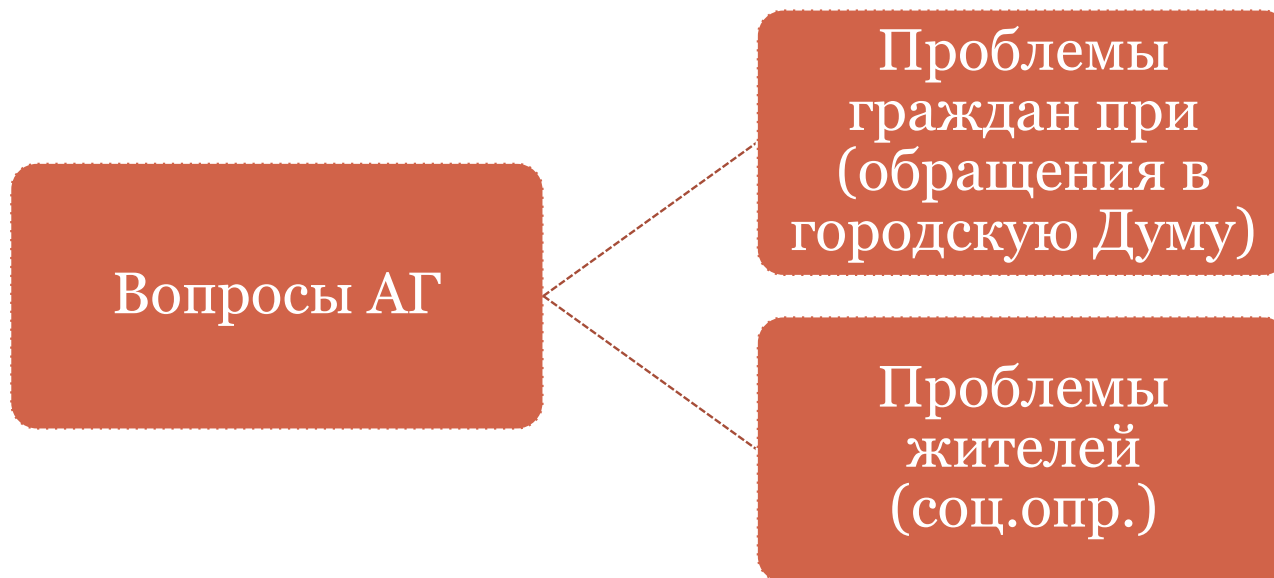 Вопросы АГ
Проблемы
граждан при
(обращения в
городскую Думу)
Проблемы
жителей
(соц.опр.)